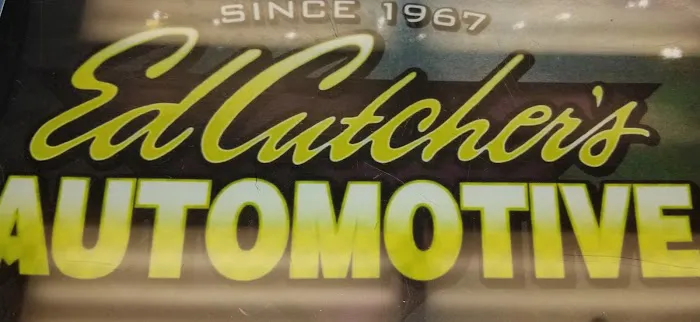 SINCE 1967
Ed Cutcher's
AUTOMOTIVE